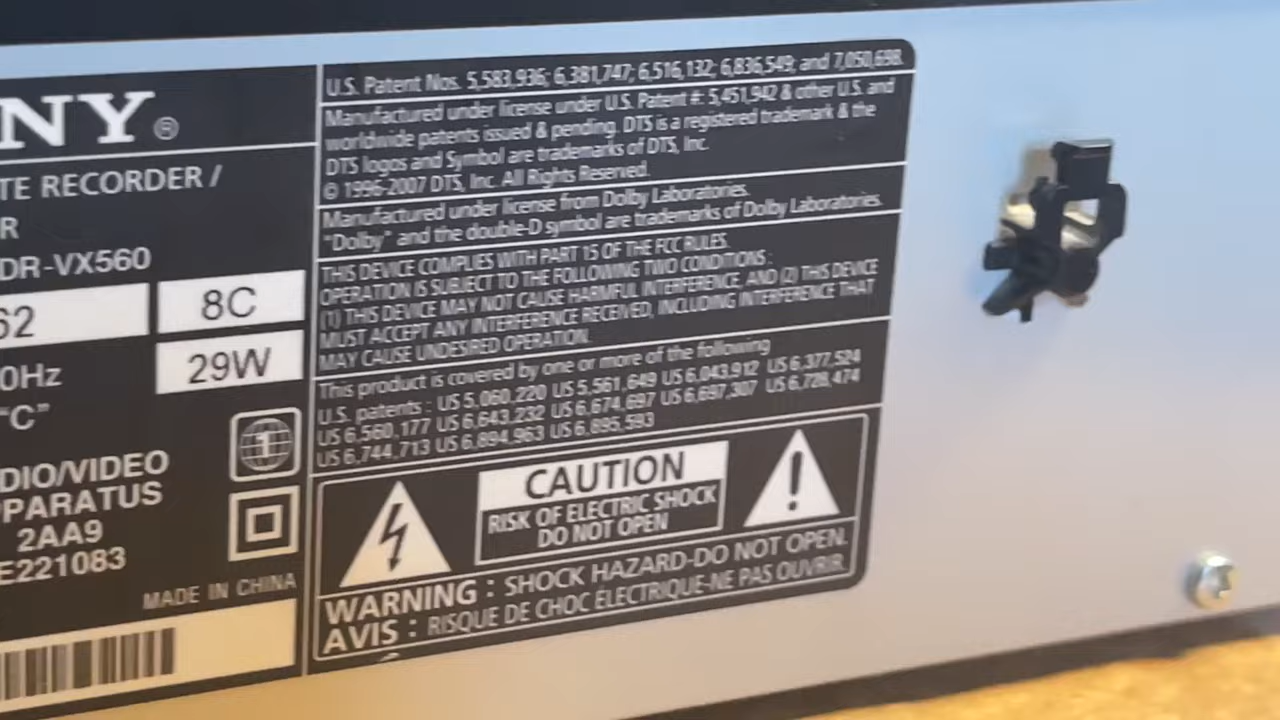 NY®
TE RECORDER /
R
DR-VX560
62
8C
0Hz
29W
"C"
DIO/VIDEO
PPARATUS
2AA9
E221083
MADE IN CHINA
U.S. Patent Nos. 5,583,936; 6,381,747; 6,516,132; 6,836,549; and 7,050,698.
Manufactured under license under U.S. Patent #: 5,451,942 & other U.S. and
worldwide patents issued & pending. DTS is a registered trademark & the
DTS logos and Symbol are trademarks of DTS, Inc.
© 1996-2007 DTS, Inc. All Rights Reserved.
Manufactured under license from Dolby Laboratories.
"Dolby" and the double-D symbol are trademarks of Dolby Laboratories.
THIS DEVICE COMPLIES WITH PART 15 OF THE FCC RULES.
OPERATION IS SUBJECT TO THE FOLLOWING TWO CONDITIONS :
(1) THIS DEVICE MAY NOT CAUSE HARMFUL INTERFERENCE, AND (2) THIS DEVICE
MUST ACCEPT ANY INTERFERENCE RECEIVED, INCLUDING INTERFERENCE THAT
MAY CAUSE UNDESIRED OPERATION.
This product is covered by one or more of the following
U.S. patents : US 5,060,220 US 5,561,649 US 6,043,912 US 6,377,524
US 6,560,177 US 6,643,232 US 6,674,697 US 6,697,307 US 6,728,474
US 6,744,713 US 6,894,963 US 6,895,593
CAUTION
RISK OF ELECTRIC SHOCK
DO NOT OPEN
WARNING : SHOCK HAZARD-DO NOT OPEN.
AVIS : RISQUE DE CHOC ÉLECTRIQUE-NE PAS OUVRIR.